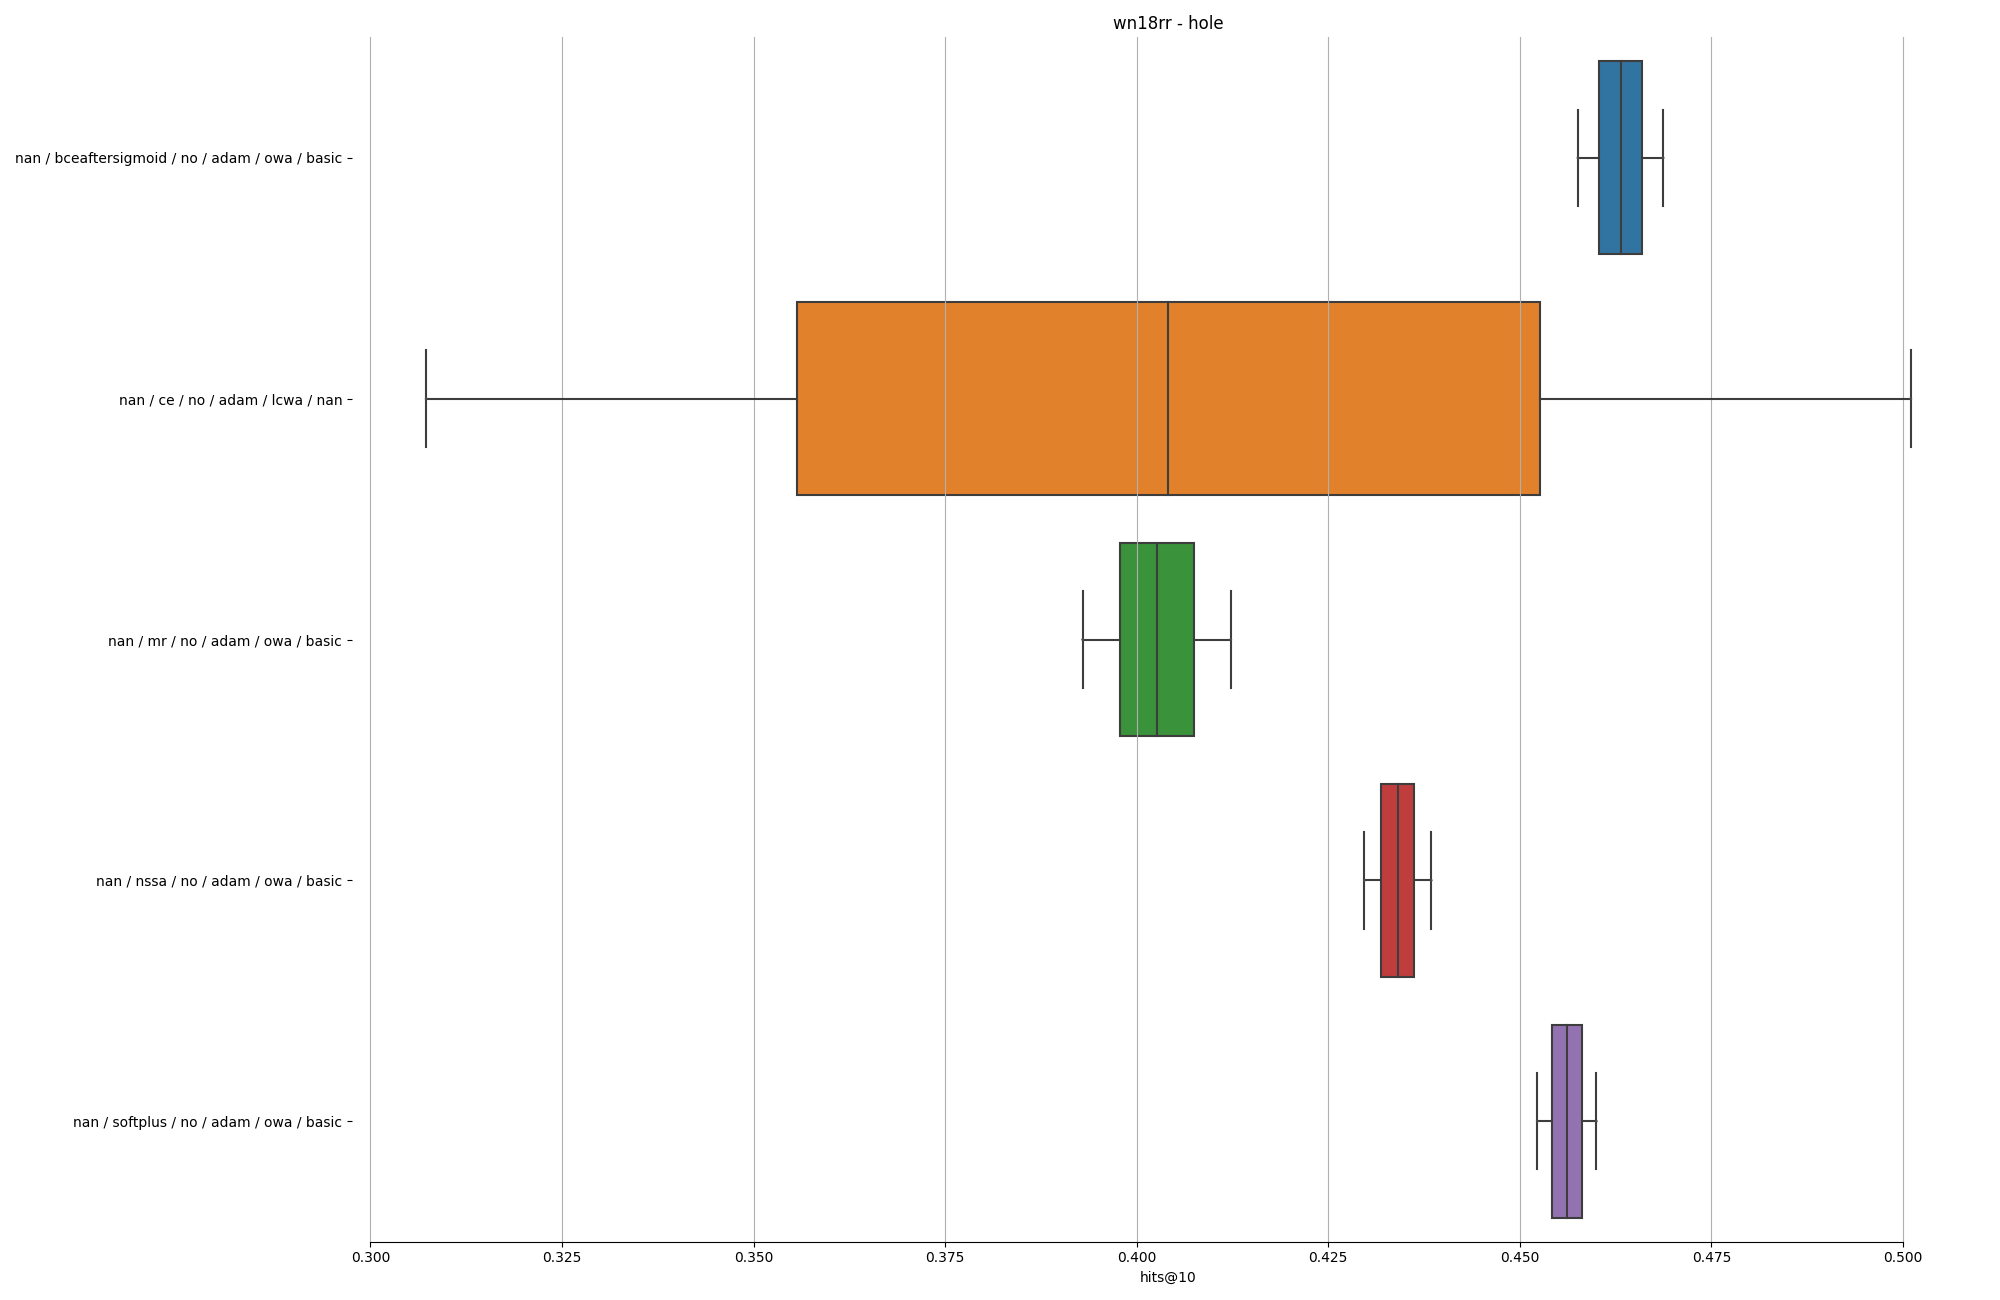 wn18rr - hole
nan / bceaftersigmoid / no / adam / owa / basic
nan / ce / no / adam / lcwa / nan
nan / mr / no / adam / owa / basic
nan / nssa / no / adam / owa / basic
nan / softplus / no / adam / owa / basic
0.300 0.325 0.350 0.375 0.400 0.425 0.450 0.475 0.500
hits@10